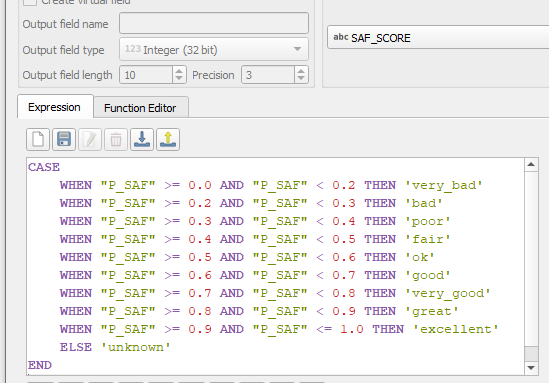 Create virtual field
Output field name
Output field type 123 Integer (32 bit)
Output field length 10 Precision 3
abc SAF_SCORE
Expression Function Editor
CASE
WHEN "P_SAF" >= 0.0 AND "P_SAF" < 0.2 THEN 'very_bad'
WHEN "P_SAF" >= 0.2 AND "P_SAF" < 0.3 THEN 'bad'
WHEN "P_SAF" >= 0.3 AND "P_SAF" < 0.4 THEN 'poor'
WHEN "P_SAF" >= 0.4 AND "P_SAF" < 0.5 THEN 'fair'
WHEN "P_SAF" >= 0.5 AND "P_SAF" < 0.6 THEN 'ok'
WHEN "P_SAF" >= 0.6 AND "P_SAF" < 0.7 THEN 'good'
WHEN "P_SAF" >= 0.7 AND "P_SAF" < 0.8 THEN 'very_good'
WHEN "P_SAF" >= 0.8 AND "P_SAF" < 0.9 THEN 'great'
WHEN "P_SAF" >= 0.9 AND "P_SAF" <= 1.0 THEN 'excellent'
ELSE 'unknown'
END